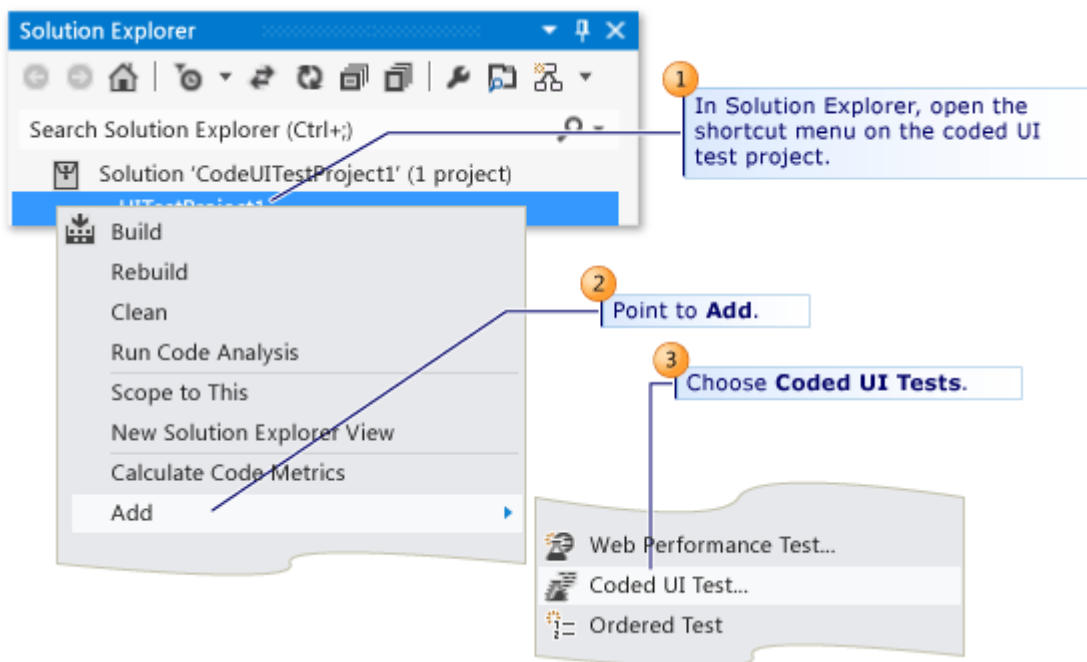 Solution Explorer
Search Solution Explorer (Ctrl+;)
Solution 'CodeUITestProject1' (1 project)
UITestProject1
1
In Solution Explorer, open the
shortcut menu on the coded UI
test project.
Build
Rebuild
Clean
Run Code Analysis
Scope to This
New Solution Explorer View
Calculate Code Metrics
Add
2
Point to Add.
3
Choose Coded UI Tests.
Web Performance Test...
Coded UI Test...
Ordered Test